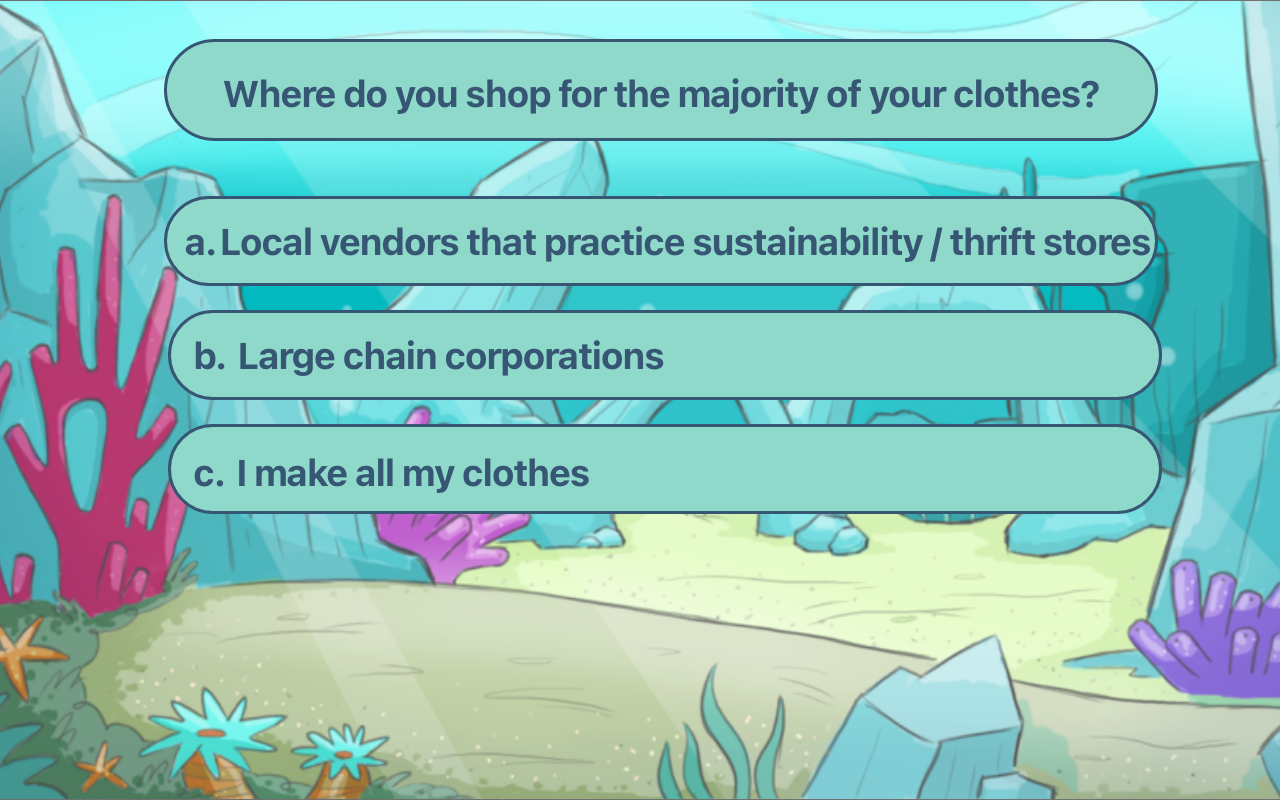 Where do you shop for the majority of your clothes?
a. Local vendors that practice sustainability / thrift stores
b. Large chain corporations
c. I make all my clothes